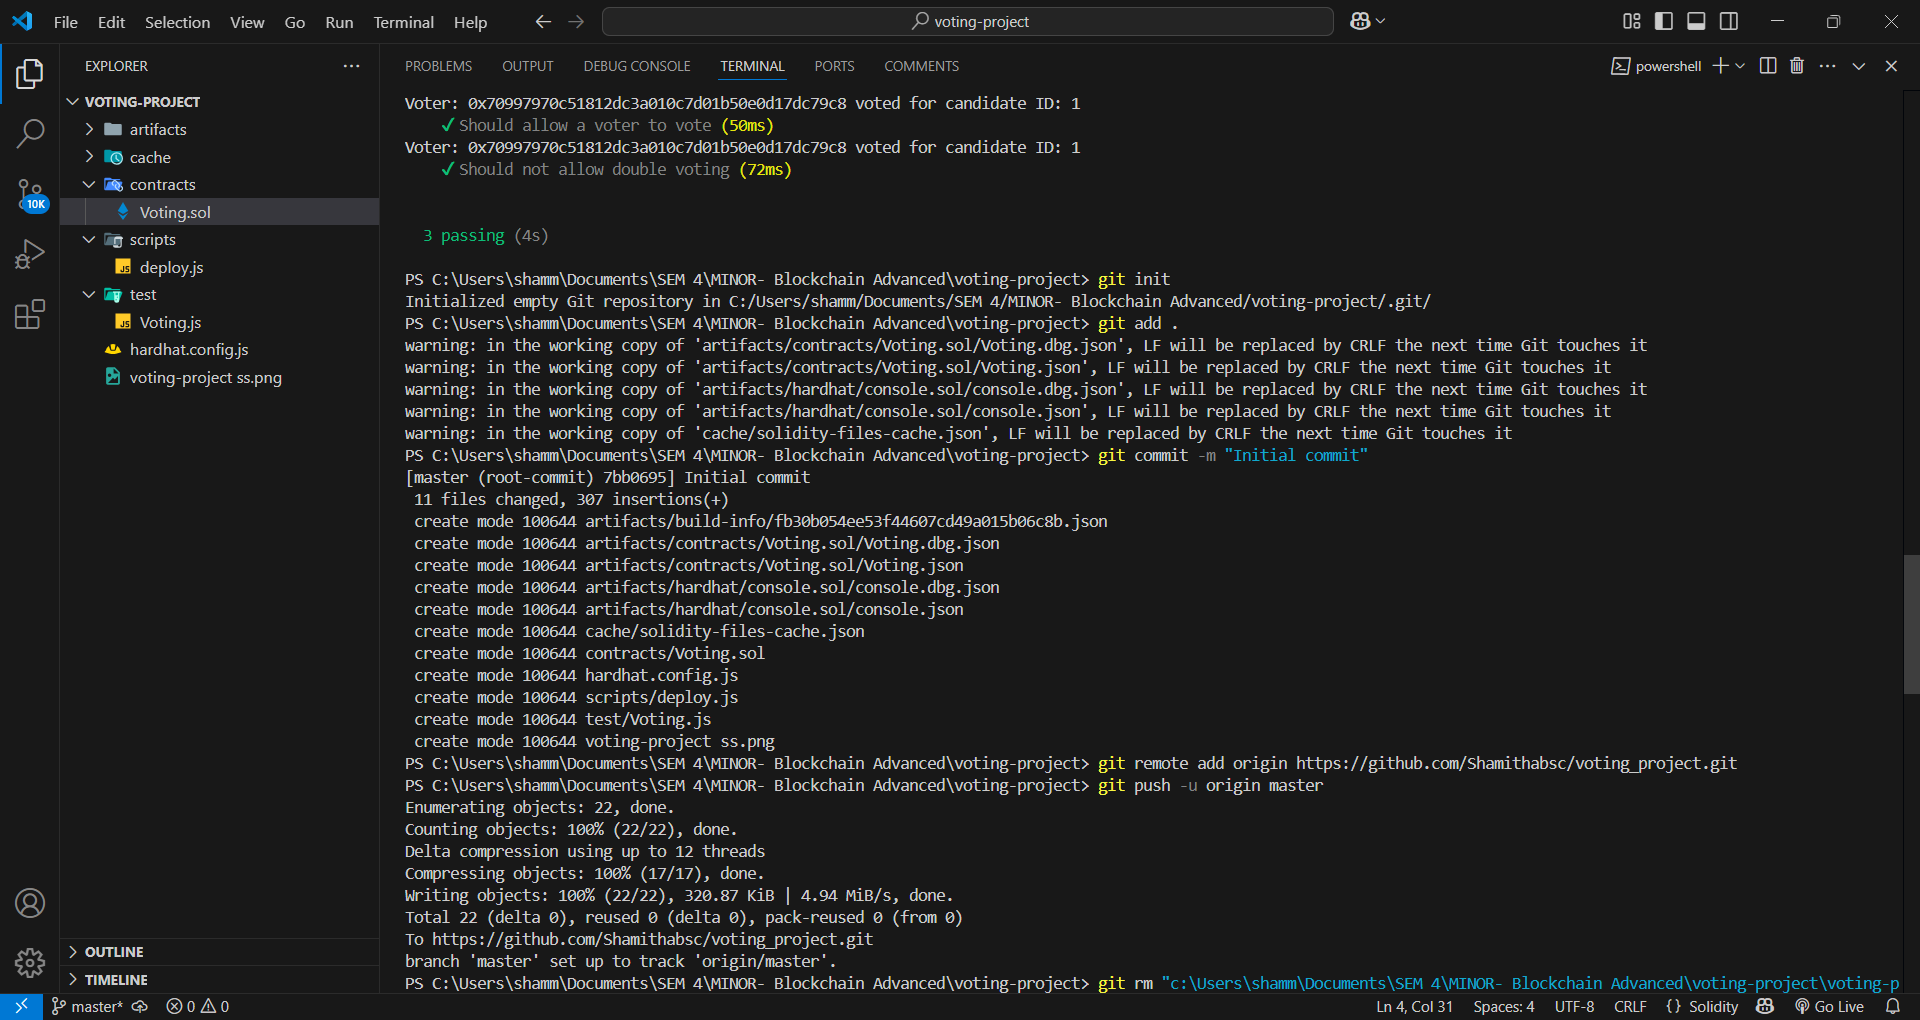 File Edit Selection View Go Run Terminal Help
voting-project
EXPLORER
VOTING-PROJECT
artifacts
cache
contracts
Voting.sol
scripts
JS deploy.js
test
JS Voting.js
hardhat.config.js
voting-project ss.png
OUTLINE
TIMELINE
10K
PROBLEMS OUTPUT DEBUG CONSOLE TERMINAL PORTS COMMENTS
powershell
Voter: 0x70997970c51812dc3a010c7d01b50e0d17dc79c8 voted for candidate ID: 1
✓ Should allow a voter to vote (50ms)
Voter: 0x70997970c51812dc3a010c7d01b50e0d17dc79c8 voted for candidate ID: 1
✓ Should not allow double voting (72ms)
3 passing (4s)
PS C:\Users\shamm\Documents\SEM 4\MINOR- Blockchain Advanced\voting-project> git init
Initialized empty Git repository in C:/Users/shamm/Documents/SEM 4/MINOR- Blockchain Advanced/voting-project/.git/
PS C:\Users\shamm\Documents\SEM 4\MINOR- Blockchain Advanced\voting-project> git add .
warning: in the working copy of 'artifacts/contracts/Voting.sol/Voting.dbg.json', LF will be replaced by CRLF the next time Git touches it
warning: in the working copy of 'artifacts/contracts/Voting.sol/Voting.json', LF will be replaced by CRLF the next time Git touches it
warning: in the working copy of 'artifacts/hardhat/console.sol/console.dbg.json', LF will be replaced by CRLF the next time Git touches it
warning: in the working copy of 'artifacts/hardhat/console.sol/console.json', LF will be replaced by CRLF the next time Git touches it
warning: in the working copy of 'cache/solidity-files-cache.json', LF will be replaced by CRLF the next time Git touches it
PS C:\Users\shamm\Documents\SEM 4\MINOR- Blockchain Advanced\voting-project> git commit -m "Initial commit"
[master (root-commit) 7bb0695] Initial commit
11 files changed, 307 insertions(+)
create mode 100644 artifacts/build-info/fb30b054ee53f44607cd49a015b06c8b.json
create mode 100644 artifacts/contracts/Voting.sol/Voting.dbg.json
create mode 100644 artifacts/contracts/Voting.sol/Voting.json
create mode 100644 artifacts/hardhat/console.sol/console.dbg.json
create mode 100644 artifacts/hardhat/console.sol/console.json
create mode 100644 cache/solidity-files-cache.json
create mode 100644 contracts/Voting.sol
create mode 100644 hardhat.config.js
create mode 100644 scripts/deploy.js
create mode 100644 test/Voting.js
create mode 100644 voting-project ss.png
PS C:\Users\shamm\Documents\SEM 4\MINOR- Blockchain Advanced\voting-project> git remote add origin https://github.com/Shamithabsc/voting_project.git
PS C:\Users\shamm\Documents\SEM 4\MINOR- Blockchain Advanced\voting-project> git push -u origin master
Enumerating objects: 22, done.
Counting objects: 100% (22/22), done.
Delta compression using up to 12 threads
Compressing objects: 100% (17/17), done.
Writing objects: 100% (22/22), 320.87 KiB | 4.94 MiB/s, done.
Total 22 (delta 0), reused 0 (delta 0), pack-reused 0 (from 0)
To https://github.com/Shamithabsc/voting_project.git
branch 'master' set up to track 'origin/master'.
PS C:\Users\shamm\Documents\SEM 4\MINOR- Blockchain Advanced\voting-project> git rm "c:\Users\shamm\Documents\SEM 4\MINOR- Blockchain Advanced\voting-project\voting-p
master* 0 0 Ln 4, Col 31 Spaces: 4 UTF-8 CRLF {} Solidity Go Live